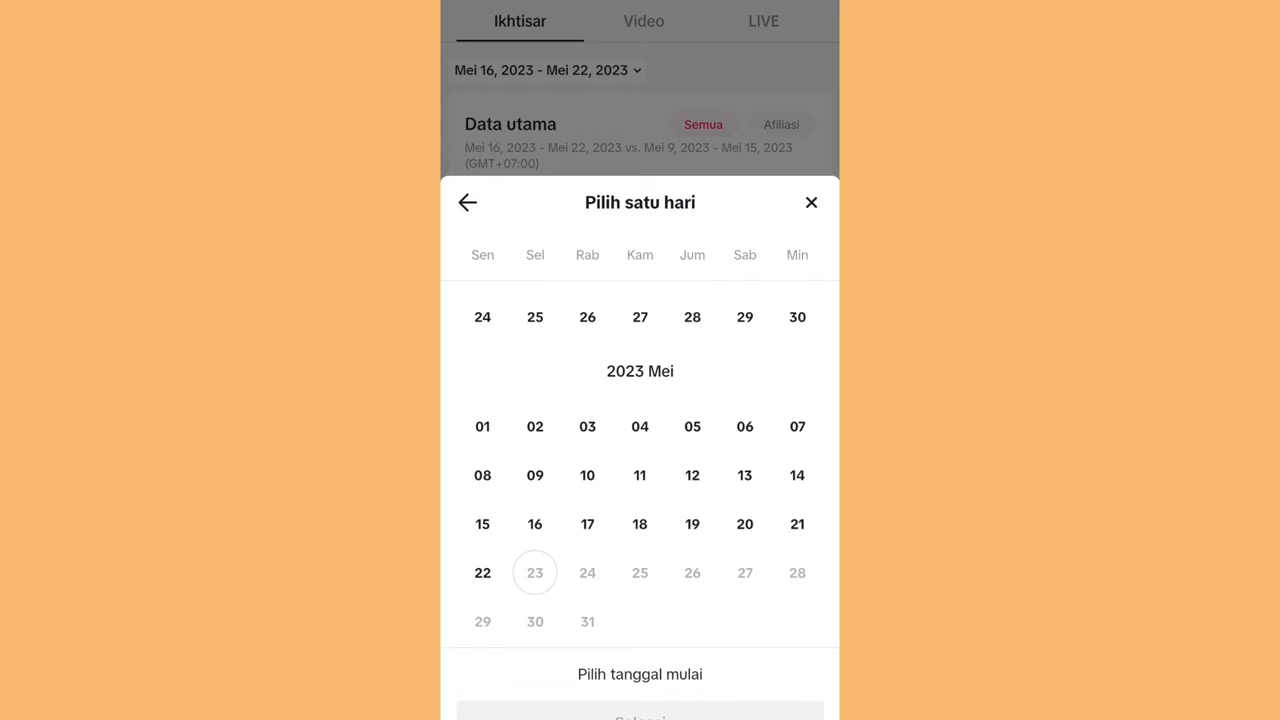 Ikhtisar Video LIVE
Mei 16, 2023 - Mei 22, 2023
Data utama Semua Afiliasi
Mei 16, 2023 - Mei 22, 2023 vs. Mei 9, 2023 - Mei 15, 2023
(GMT+07:00)
Pilih satu hari
Sen Sel Rab Kam Jum Sab Min
24 25 26 27 28 29 30
2023 Mei
01 02 03 04 05 06 07
08 09 10 11 12 13 14
15 16 17 18 19 20 21
22 23 24 25 26 27 28
29 30 31
Pilih tanggal mulai